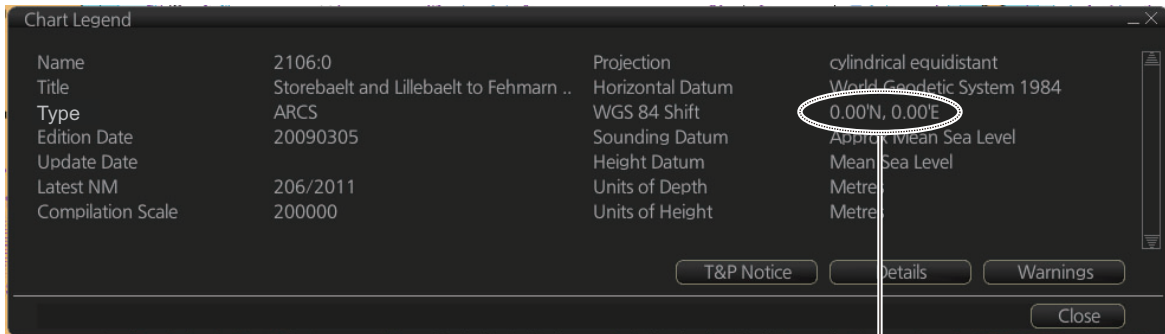 Chart Legend
Name 2106:0 Projection cylindrical equidistant
Title Storebaelt and Lillebaelt to Fehmarn .. Horizontal Datum World Geodetic System 1984
Type ARCS WGS 84 Shift 0.00'N, 0.00'E
Edition Date 20090305 Sounding Datum Approx Mean Sea Level
Update Date Height Datum Mean Sea Level
Latest NM 206/2011 Units of Depth Metres
Compilation Scale 200000 Units of Height Metres
T&P Notice Details Warnings
Close